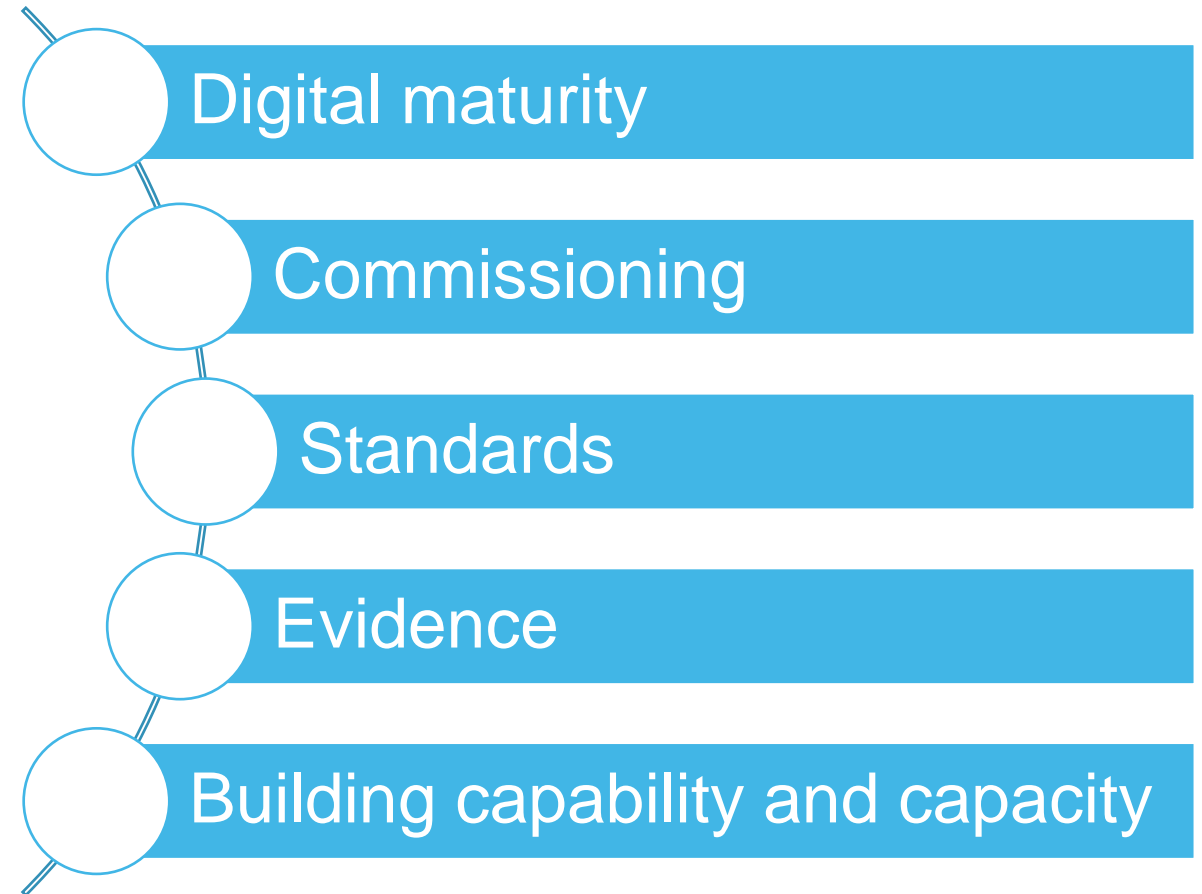 Digital maturity
Commissioning
Standards
Evidence
Building capability and capacity